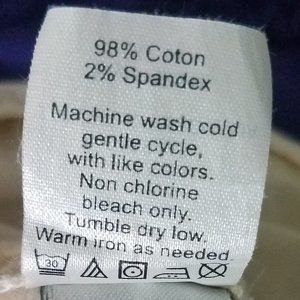 98% Coton
2% Spandex
Machine wash cold
gentle cycle,
with like colors.
Non chlorine
bleach only.
Tumble dry low.
Warm iron as needed.
30